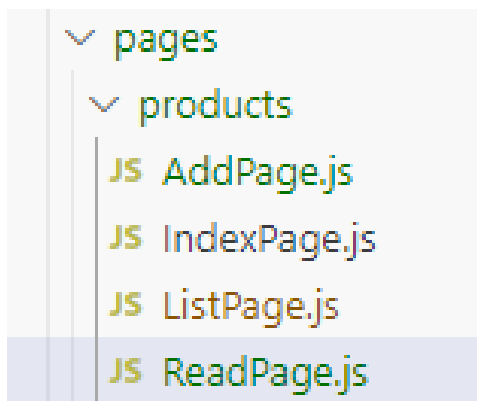 pages
products
JS AddPage.js
JS IndexPage.js
JS ListPage.js
JS ReadPage.js